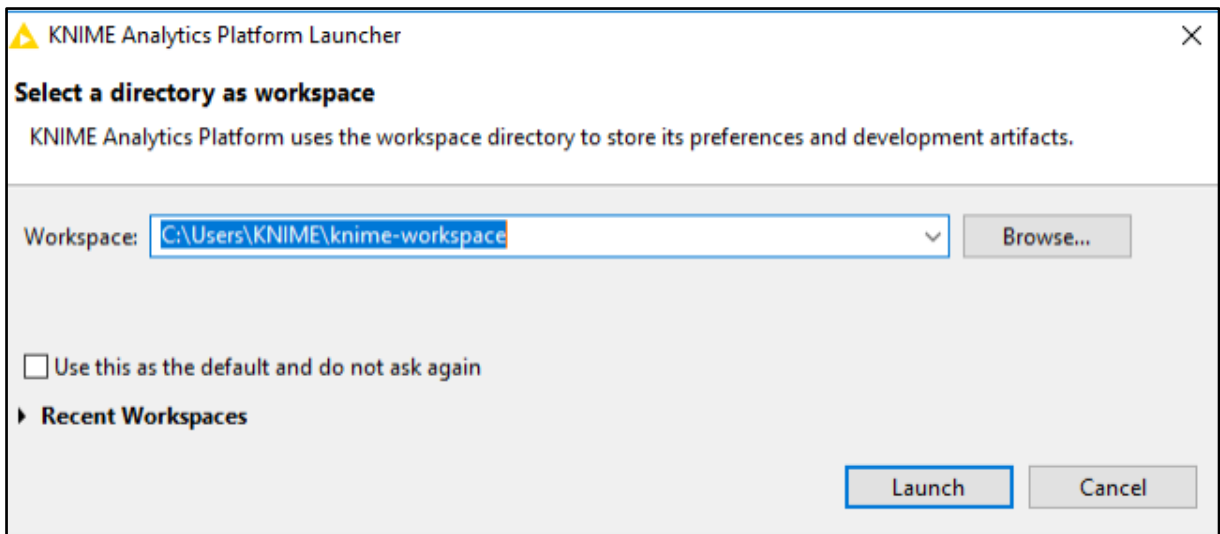 KNIME Analytics Platform Launcher
Select a directory as workspace
KNIME Analytics Platform uses the workspace directory to store its preferences and development artifacts.
Workspace: C:\Users\KNIME\knime-workspace Browse...
Use this as the default and do not ask again
Recent Workspaces
Launch Cancel